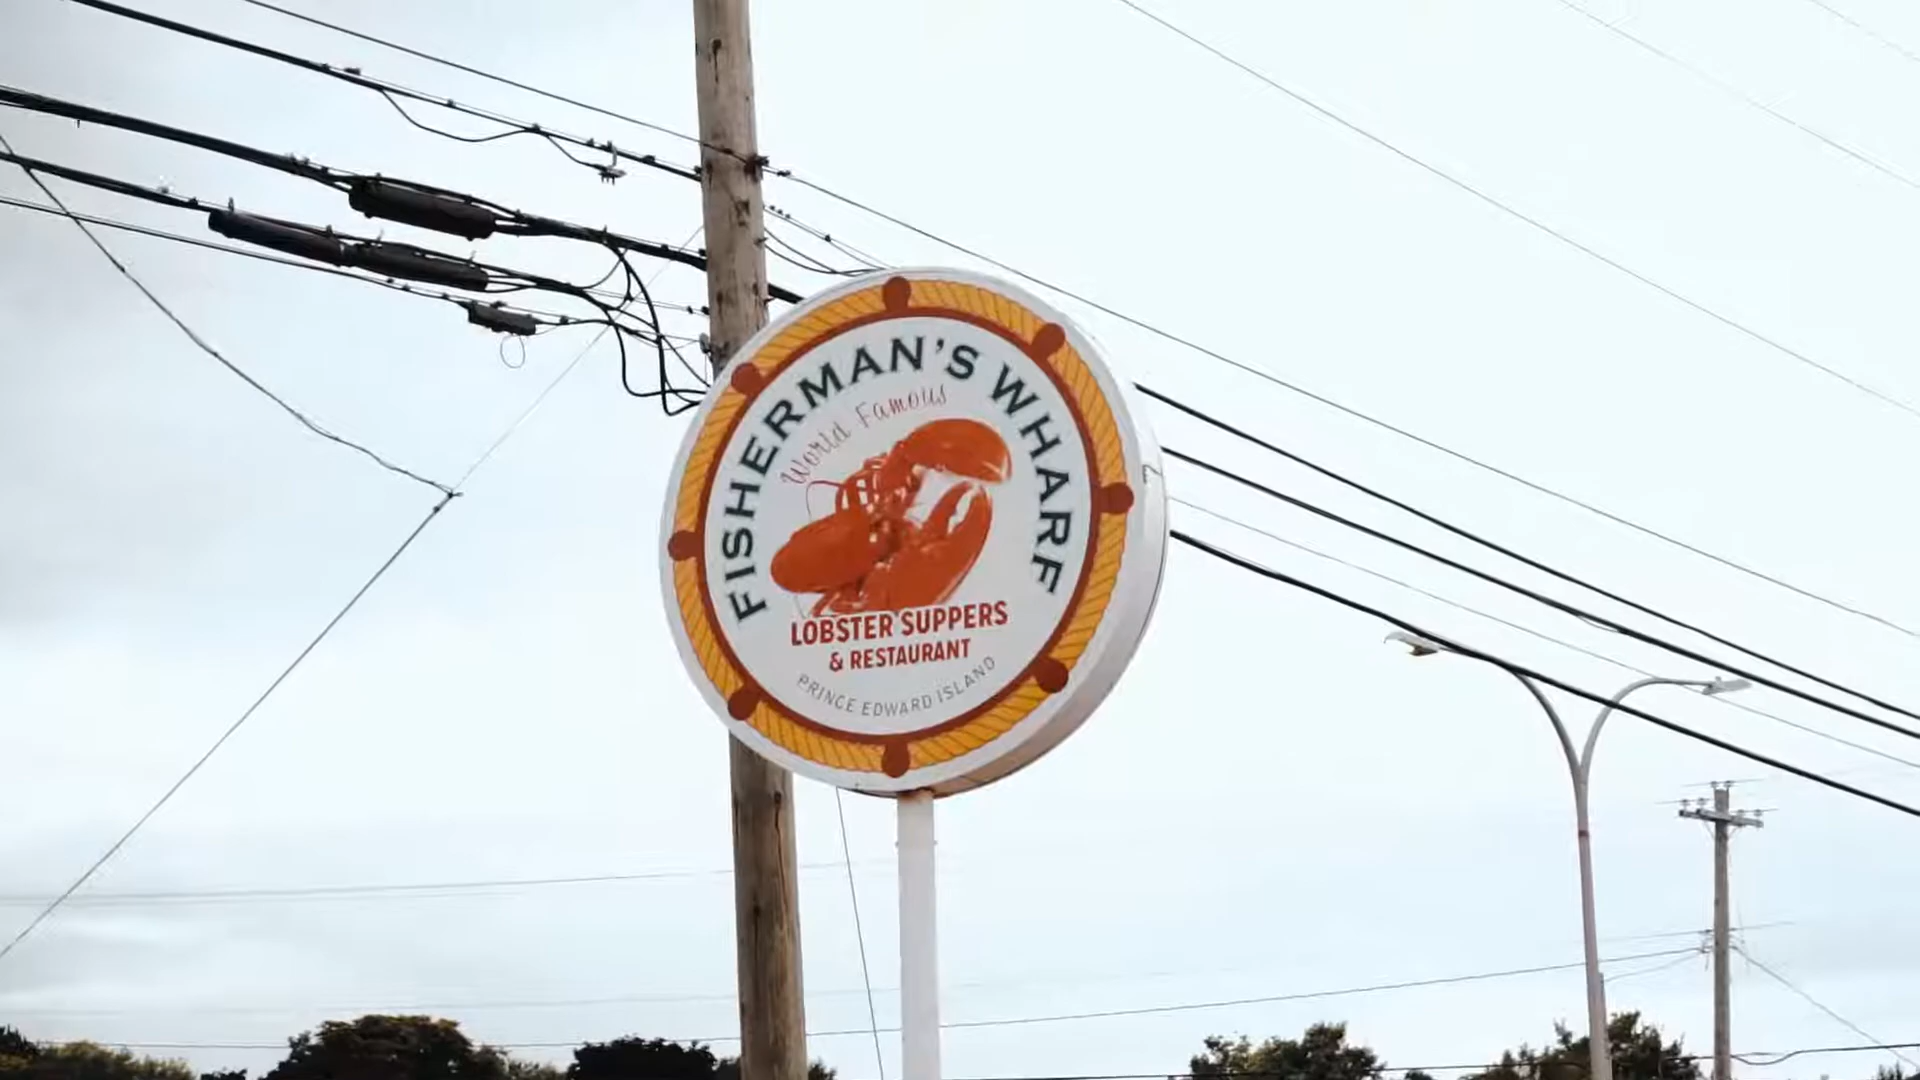 FISHERMAN'S WHARF
World Famous
LOBSTER SUPPERS
& RESTAURANT
PRINCE EDWARD ISLAND